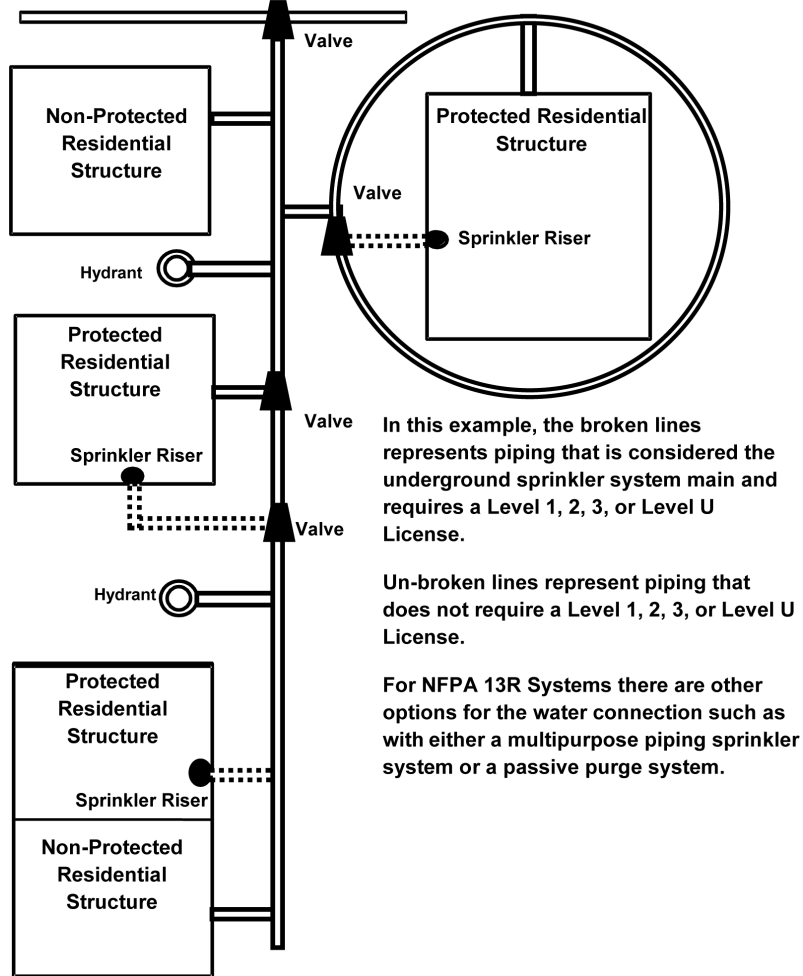 Valve
Non-Protected
Residential
Structure
Protected Residential
Structure
Valve
Sprinkler Riser
Hydrant
Protected
Residential
Structure
Sprinkler Riser
Valve
Valve
In this example, the broken lines
represents piping that is considered the
underground sprinkler system main and
requires a Level 1, 2, 3, or Level U
License.
Un-broken lines represent piping that
does not require a Level 1, 2, 3, or Level U
License.
For NFPA 13R Systems there are other
options for the water connection such as
with either a multipurpose piping sprinkler
system or a passive purge system.
Hydrant
Protected
Residential
Structure
Sprinkler Riser
Non-Protected
Residential
Structure